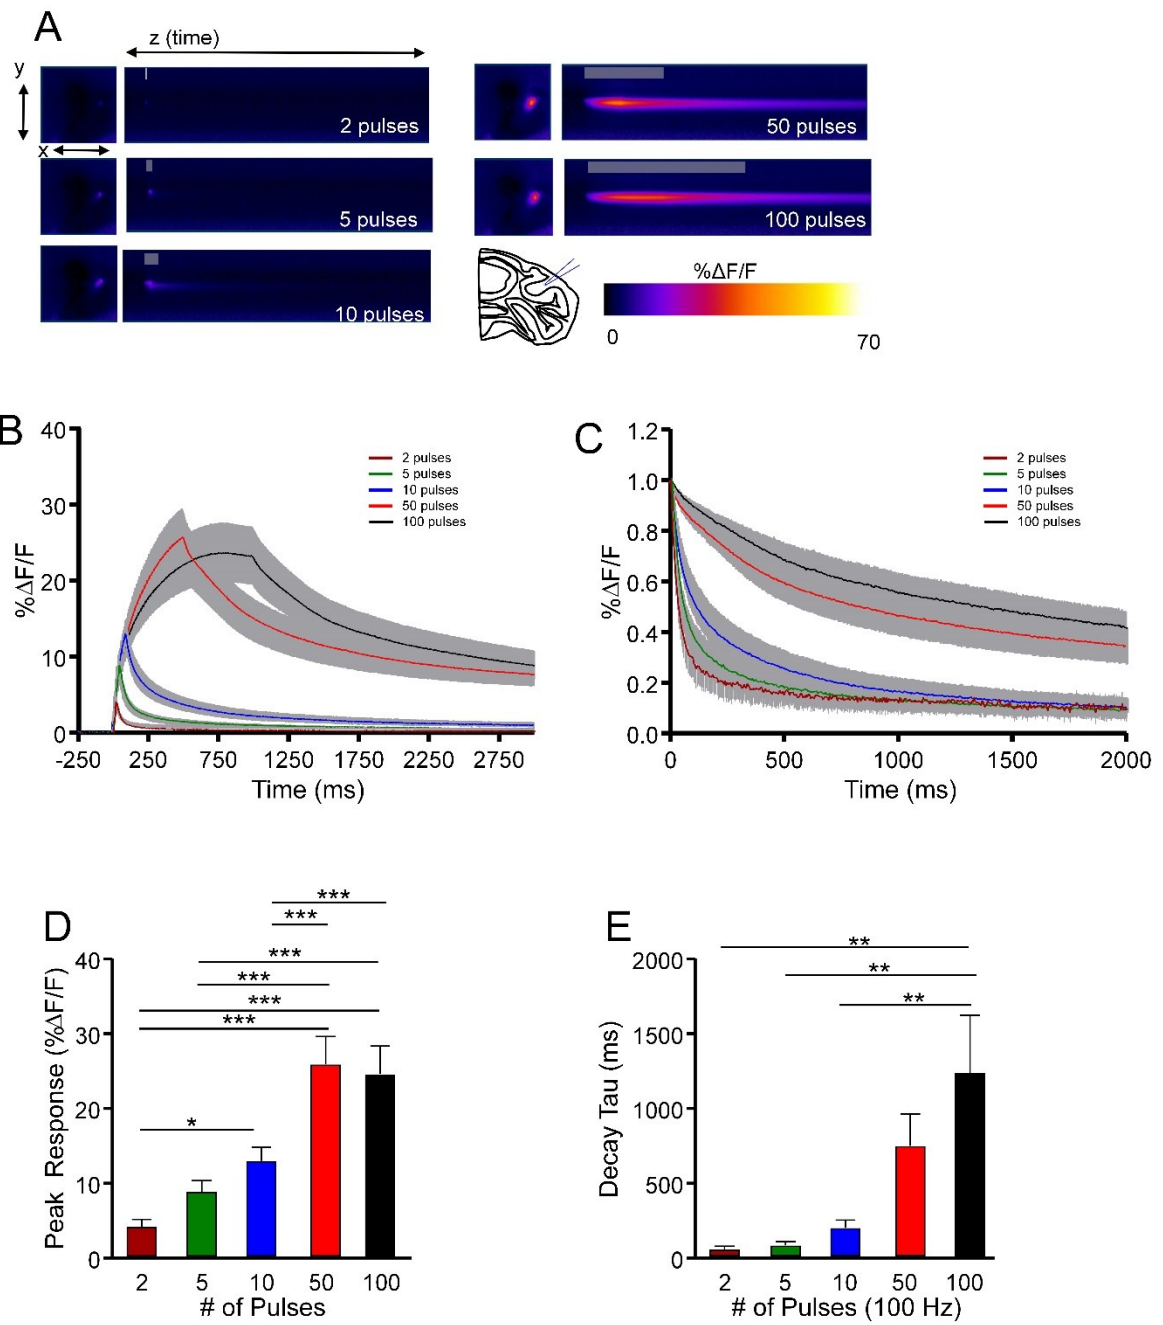 A
z (time)
y
x
2 pulses
5 pulses
10 pulses
50 pulses
100 pulses
%ΔF/F
0
70
B
40
30
20
10
0
%ΔF/F
-250
250
750
1250
1750
2250
2750
Time (ms)
2 pulses
5 pulses
10 pulses
50 pulses
100 pulses
C
1.2
1.0
0.8
0.6
0.4
0.2
0.0
%ΔF/F
0
500
1000
1500
2000
Time (ms)
2 pulses
5 pulses
10 pulses
50 pulses
100 pulses
D
***
***
***
***
***
***
*
40
30
20
10
0
Peak Response (%ΔF/F)
2
5
10
50
100
# of Pulses
E
**
**
**
2000
1500
1000
500
0
Decay Tau (ms)
2
5
10
50
100
# of Pulses (100 Hz)